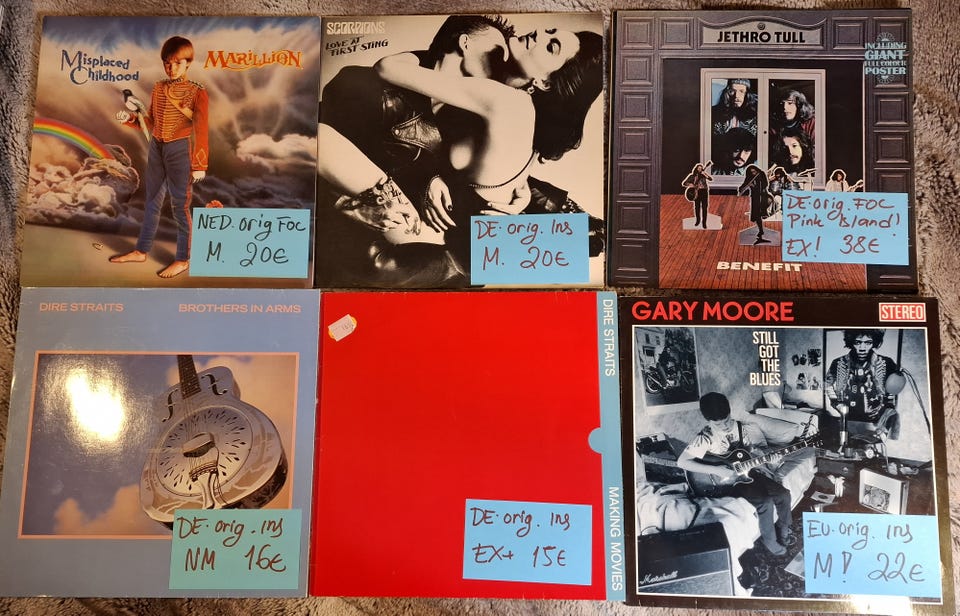 Misplaced
Childhood
MARILLION
NED. orig FOC
M. 20€
SCORPIONS
LOVE AT
FIRST STING
DE. orig. Ins
M. 20€
JETHRO TULL
INCLUDING
GIANT
FULL COLOUR
POSTER
DE. orig. FOC
Pink Island!
EX! 38€
BENEFIT
DIRE STRAITS
BROTHERS IN ARMS
DE. orig. Ins
NM 16€
DIRE STRAITS
MAKING MOVIES
DE. orig. Ins
EX+ 15€
GARY MOORE
STEREO
STILL
GOT
THE
BLUES
Marshall
EU. orig. Ins
M! 22€